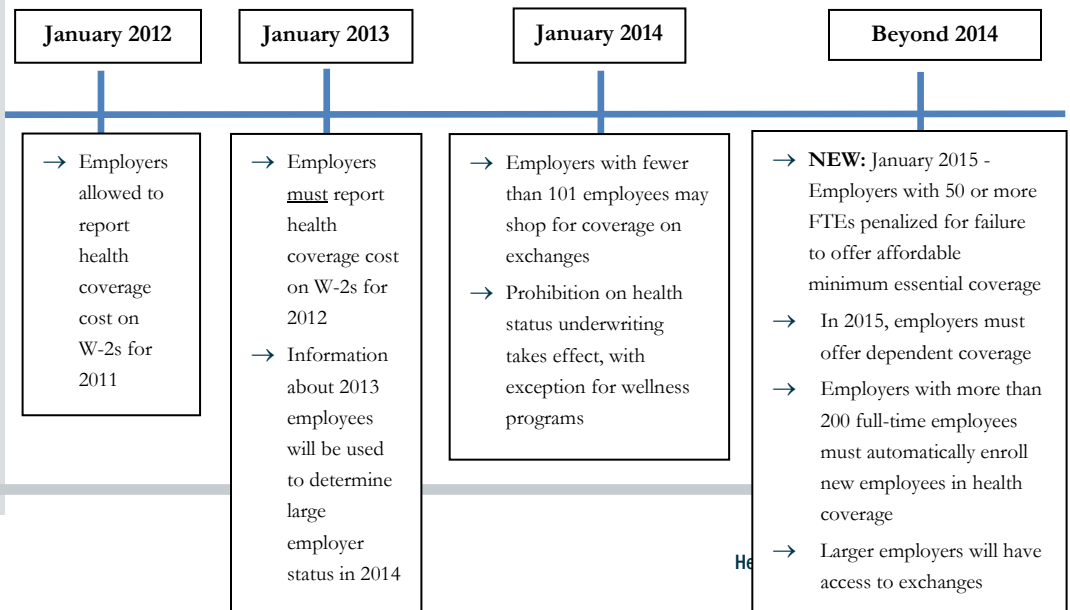 January 2012
January 2013
January 2014
Beyond 2014
→ Employers
allowed to
report
health
coverage
cost on
W-2s for
2011
→ Employers
must report
health
coverage cost
on W-2s for
2012
→ Information
about 2013
employees
will be used
to determine
large
employer
status in 2014
→ Employers with fewer
than 101 employees may
shop for coverage on
exchanges
→ Prohibition on health
status underwriting
takes effect, with
exception for wellness
programs
→ NEW: January 2015 -
Employers with 50 or more
FTEs penalized for failure
to offer affordable
minimum essential coverage
→ In 2015, employers must
offer dependent coverage
→ Employers with more than
200 full-time employees
must automatically enroll
new employees in health
coverage
→ Larger employers will have
access to exchanges